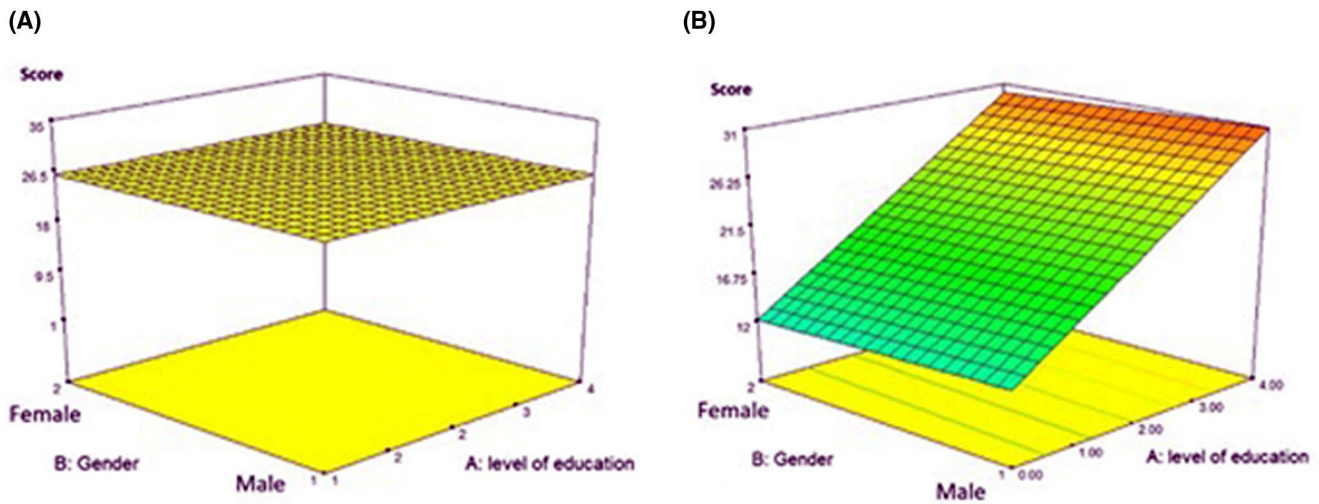 (A)
Score
35
26.5
18
9.5
1
2
Female
B: Gender
Male
1 1
2
2
3
4
A: level of education
(B)
Score
31
26.25
21.5
16.75
12
2
Female
B: Gender
Male
1 0.00
1.00
2.00
3.00
4.00
A: level of education